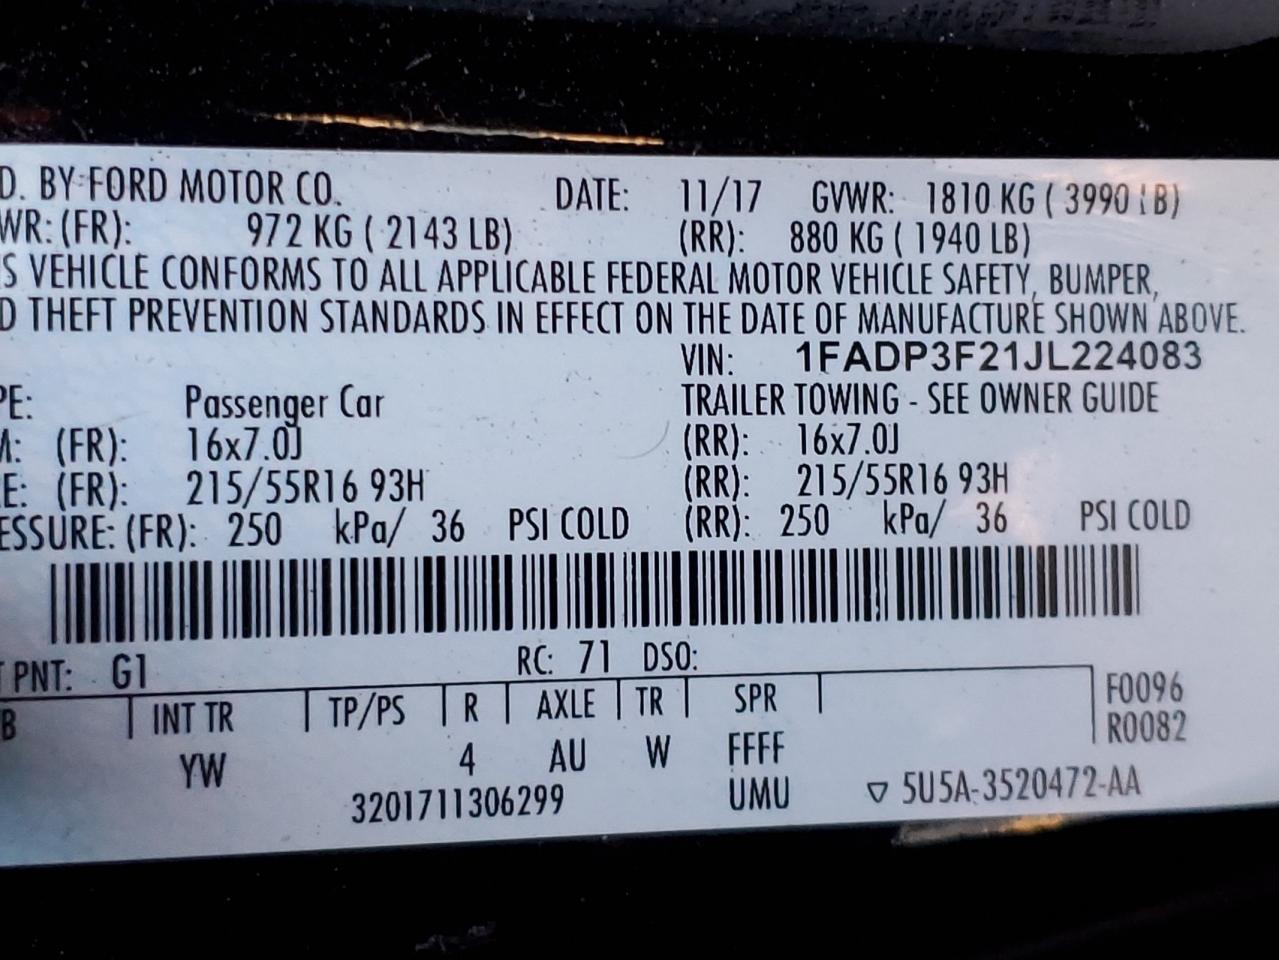 D. BY FORD MOTOR CO. DATE: 11/17 GVWR: 1810 KG ( 3990 LB)
WR: (FR): 972 KG ( 2143 LB) (RR): 880 KG ( 1940 LB)
S VEHICLE CONFORMS TO ALL APPLICABLE FEDERAL MOTOR VEHICLE SAFETY, BUMPER,
D THEFT PREVENTION STANDARDS IN EFFECT ON THE DATE OF MANUFACTURE SHOWN ABOVE.
VIN: 1FADP3F21JL224083
PE: Passenger Car TRAILER TOWING - SEE OWNER GUIDE
M: (FR): 16x7.0J (RR): 16x7.0J
E: (FR): 215/55R16 93H (RR): 215/55R16 93H
ESSURE: (FR): 250 kPa/ 36 PSI COLD (RR): 250 kPa/ 36 PSI COLD
T PNT: G1 RC: 71 DSO:
B INT TR TP/PS R AXLE TR SPR F0096
R0082
YW 4 AU W FFFF
3201711306299 UMU ▽ 5U5A-3520472-AA